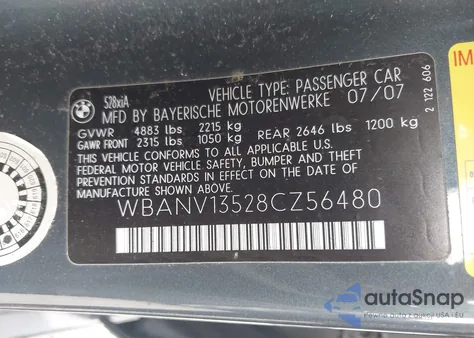 BMW
528xiA
VEHICLE TYPE: PASSENGER CAR
MFD BY BAYERISCHE MOTORENWERKE 07/07
GVWR 4883 lbs 2215 kg
GAWR FRONT 2315 lbs 1050 kg REAR 2646 lbs 1200 kg
THIS VEHICLE CONFORMS TO ALL APPLICABLE U.S.
FEDERAL MOTOR VEHICLE SAFETY, BUMPER AND THEFT
PREVENTION STANDARDS IN EFFECT ON THE DATE OF
MANUFACTURE SHOWN ABOVE.
WBANV13528CZ56480
2 122 606
IM
autoSnap